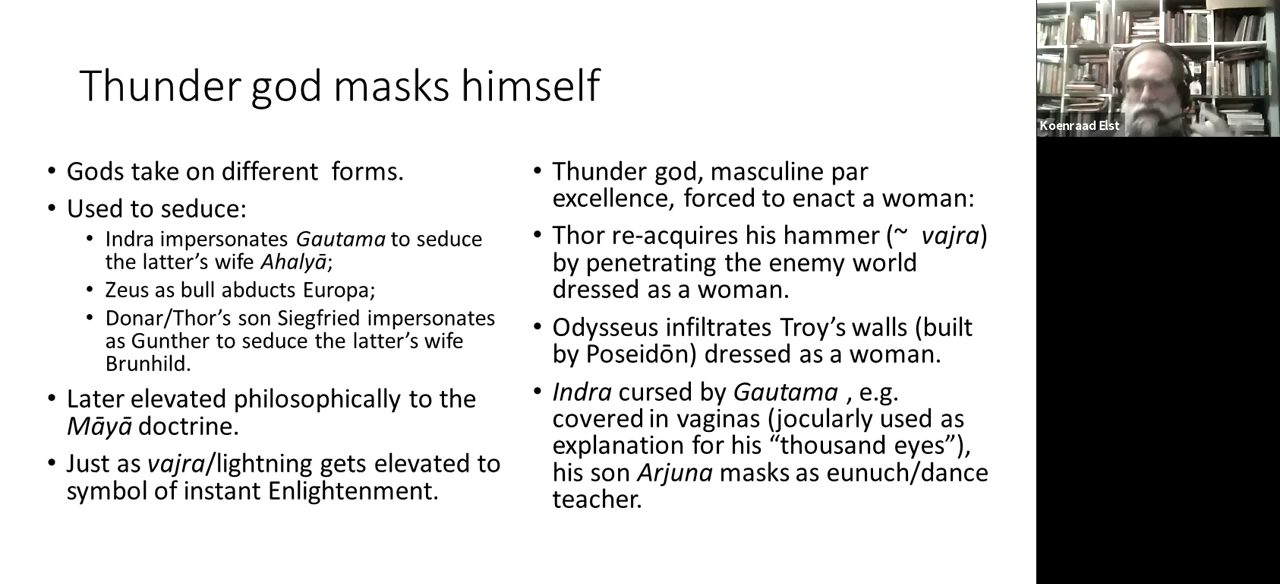 Thunder god masks himself
• Gods take on different forms.
• Used to seduce:
• Indra impersonates Gautama to seduce
the latter's wife Ahalyā;
• Zeus as bull abducts Europa;
• Donar/Thor's son Siegfried impersonates
as Gunther to seduce the latter's wife
Brunhild.
• Later elevated philosophically to the
Māyā doctrine.
• Just as vajra/lightning gets elevated to
symbol of instant Enlightenment.
• Thunder god, masculine par
excellence, forced to enact a woman:
• Thor re-acquires his hammer (~ vajra)
by penetrating the enemy world
dressed as a woman.
• Odysseus infiltrates Troy's walls (built
by Poseidōn) dressed as a woman.
• Indra cursed by Gautama , e.g.
covered in vaginas (jocularly used as
explanation for his “thousand eyes”),
his son Arjuna masks as eunuch/dance
teacher.
Koenraad Elst